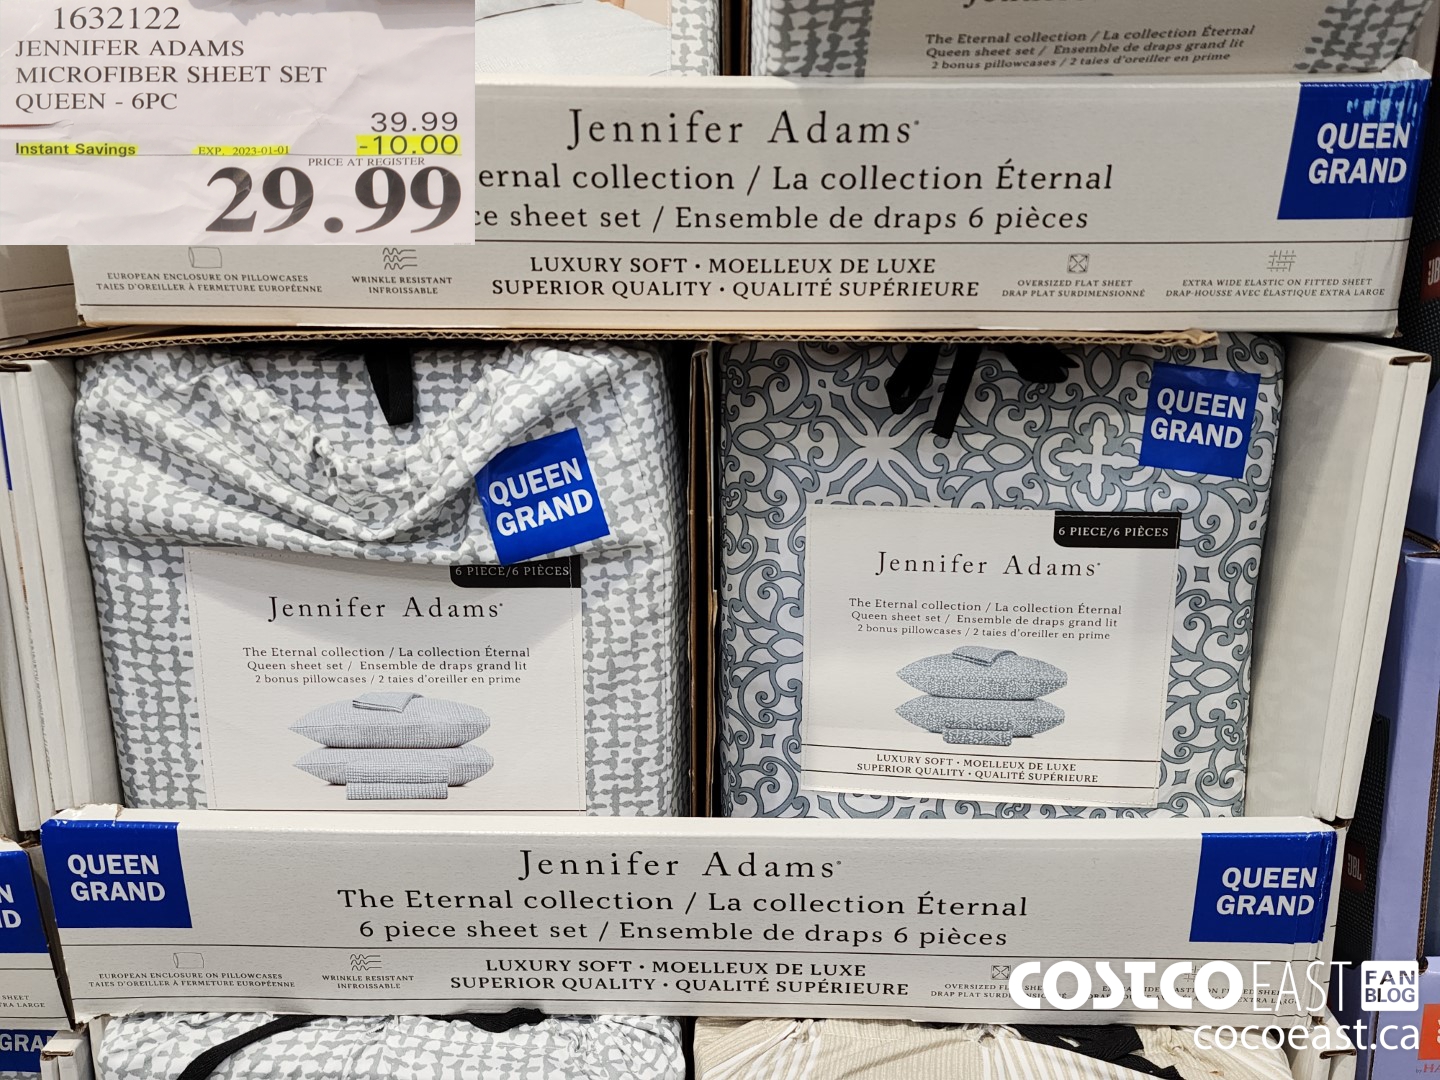 1632122
JENNIFER ADAMS
MICROFIBER SHEET SET
QUEEN - 6PC
39.99
Instant Savings EXP. 2023-01-01 -10.00
PRICE AT REGISTER
29.99
The Eternal collection / La collection Éternal
Queen sheet set / Ensemble de draps grand lit
2 bonus pillowcases / 2 taies d'oreiller en prime
Jennifer Adams
ernal collection / La collection Éternal
ce sheet set / Ensemble de draps 6 pièces
QUEEN
GRAND
EUROPEAN ENCLOSURE ON PILLOWCASES
TAIES D'OREILLER À FERMETURE EUROPÉENNE
WRINKLE RESISTANT
INFROISSABLE
LUXURY SOFT • MOELLEUX DE LUXE
SUPERIOR QUALITY • QUALITÉ SUPÉRIEURE
OVERSIZED FLAT SHEET
DRAP PLAT SURDIMENSIONNÉ
EXTRA WIDE ELASTIC ON FITTED SHEET
DRAP-HOUSSE AVEC ÉLASTIQUE EXTRA LARGE
QUEEN
GRAND
6 PIECE/6 PIÈCES
Jennifer Adams
The Eternal collection / La collection Éternal
Queen sheet set / Ensemble de draps grand lit
2 bonus pillowcases / 2 taies d'oreiller en prime
QUEEN
GRAND
6 PIECE/6 PIÈCES
Jennifer Adams
The Eternal collection / La collection Éternal
Queen sheet set / Ensemble de draps grand lit
2 bonus pillowcases / 2 taies d'oreiller en prime
LUXURY SOFT • MOELLEUX DE LUXE
SUPERIOR QUALITY • QUALITÉ SUPÉRIEURE
QUEEN
GRAND
Jennifer Adams
The Eternal collection / La collection Éternal
6 piece sheet set / Ensemble de draps 6 pièces
QUEEN
GRAND
EUROPEAN ENCLOSURE ON PILLOWCASES
TAIES D'OREILLER À FERMETURE EUROPÉENNE
WRINKLE RESISTANT
INFROISSABLE
LUXURY SOFT • MOELLEUX DE LUXE
SUPERIOR QUALITY • QUALITÉ SUPÉRIEURE
JBL
COSTCO EAST FAN
BLOG
cocoeast.ca